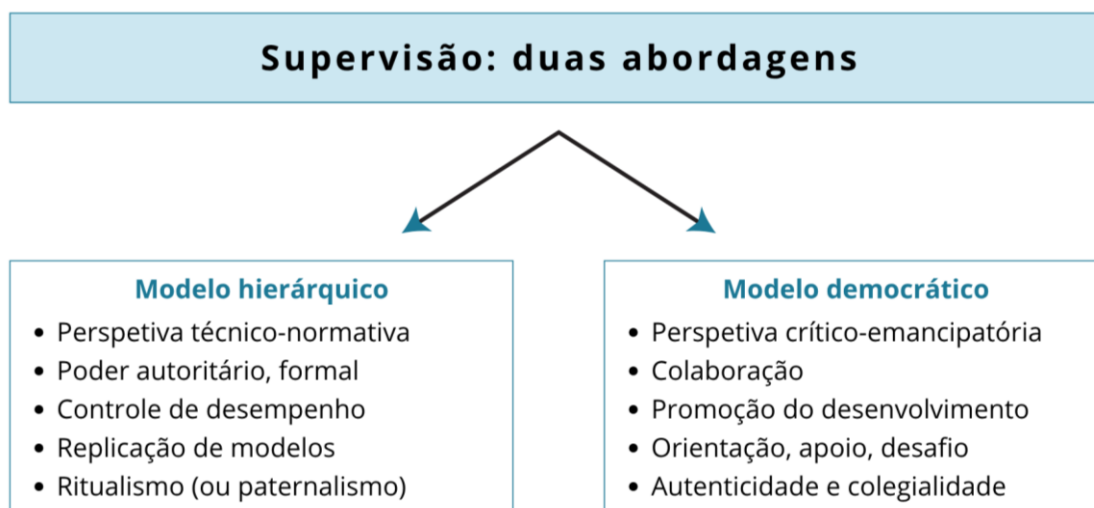 Supervisão: duas abordagens
Modelo hierárquico
• Perspetiva técnico-normativa
• Poder autoritário, formal
• Controle de desempenho
• Replicação de modelos
• Ritualismo (ou paternalismo)
Modelo democrático
• Perspetiva crítico-emancipatória
• Colaboração
• Promoção do desenvolvimento
• Orientação, apoio, desafio
• Autenticidade e colegialidade